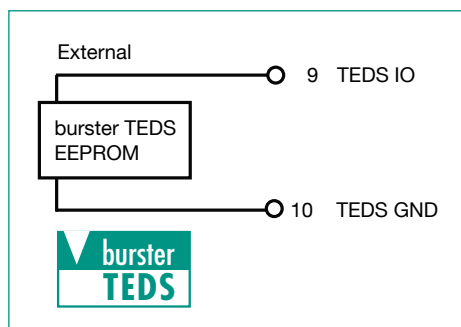 External
9 TEDS IO
burster TEDS
EEPROM
10 TEDS GND
burster
TEDS